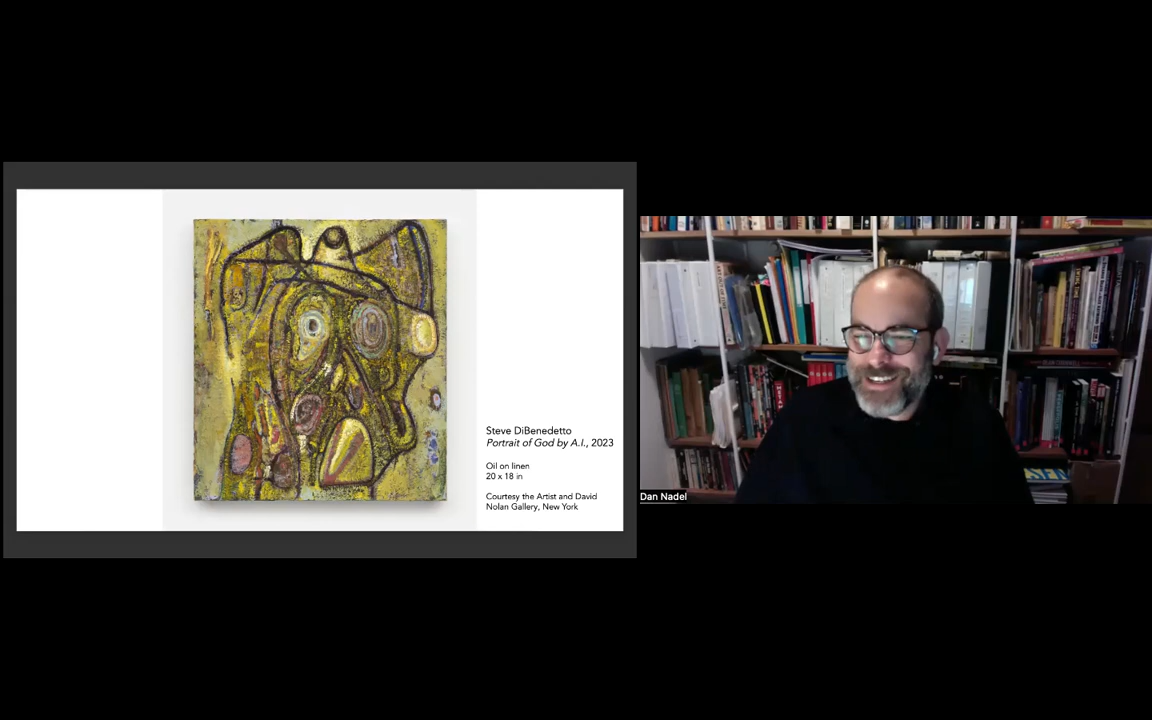 Steve DiBenedetto
Portrait of God by A.I., 2023
Oil on linen
20 x 18 in
Courtesy the Artist and David
Nolan Gallery, New York
Dan Nadel